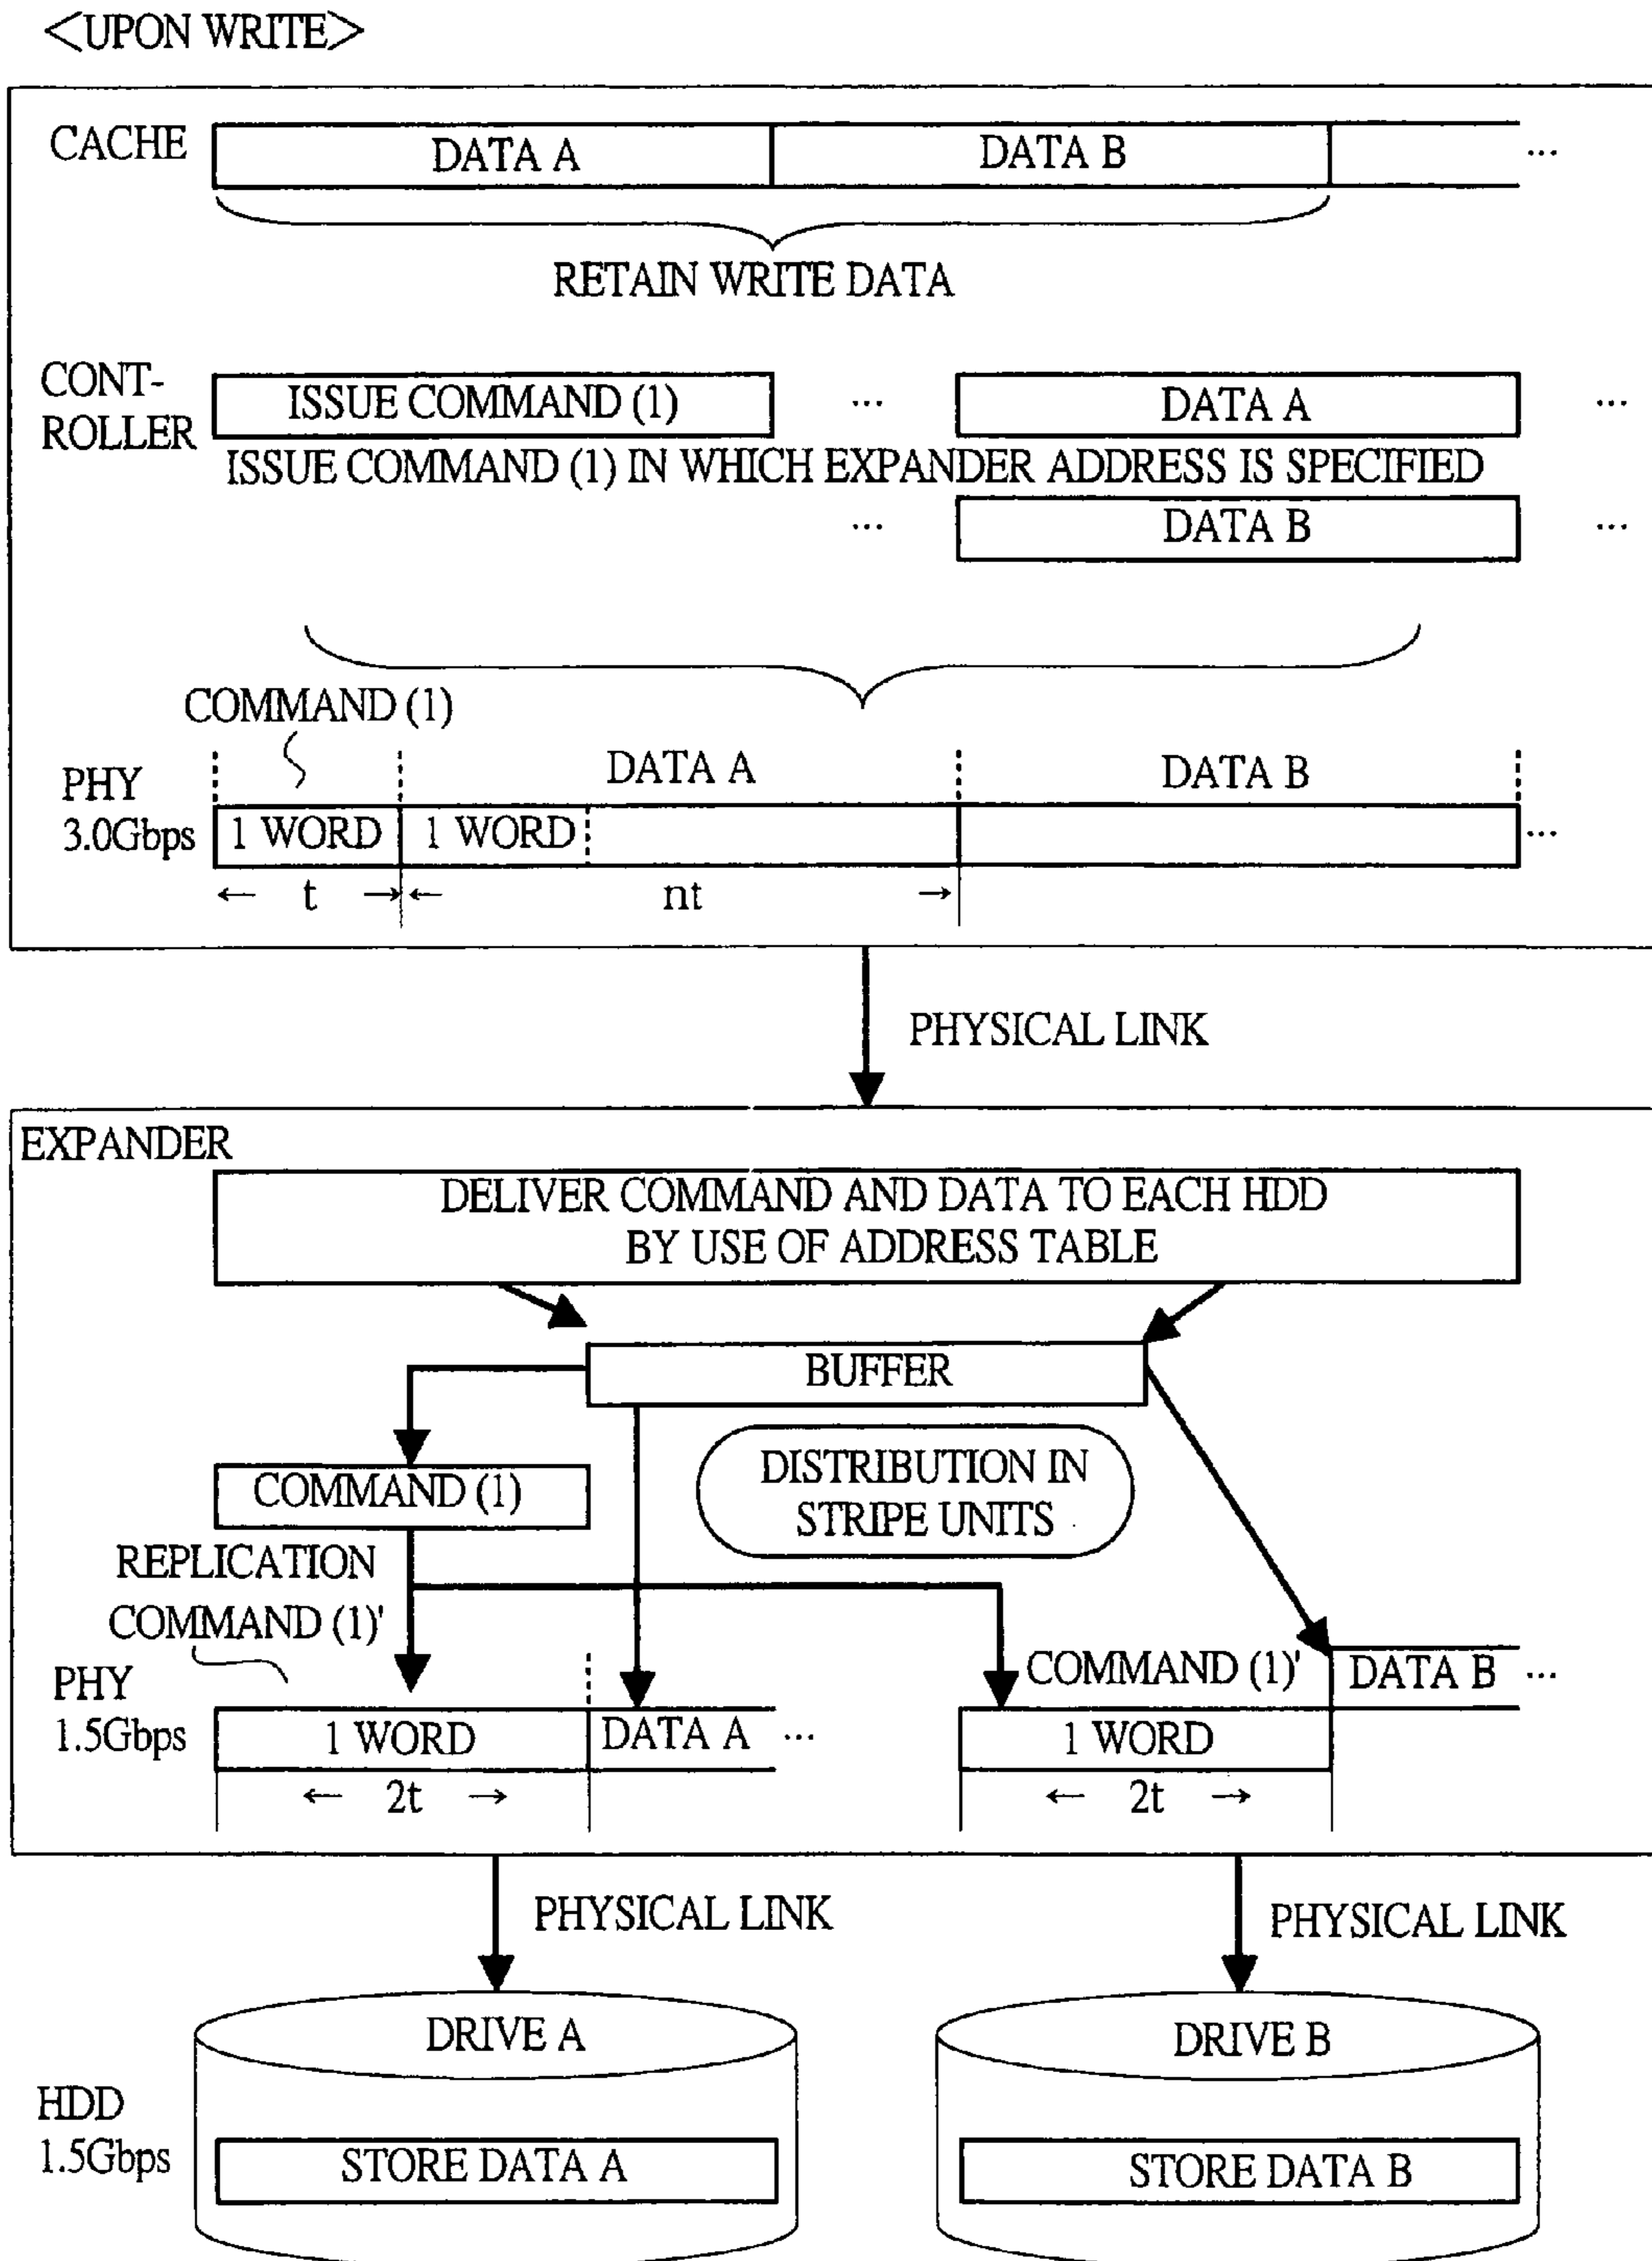 <UPON WRITE>
CACHE
DATA A
DATA B
...
RETAIN WRITE DATA
CONT-
ROLLER
ISSUE COMMAND (1)
...
DATA A
...
ISSUE COMMAND (1) IN WHICH EXPANDER ADDRESS IS SPECIFIED
...
DATA B
...
COMMAND (1)
DATA A
DATA B
PHY
3.0Gbps
1 WORD
1 WORD
...
← t →
← nt →
PHYSICAL LINK
EXPANDER
DELIVER COMMAND AND DATA TO EACH HDD
BY USE OF ADDRESS TABLE
BUFFER
COMMAND (1)
DISTRIBUTION IN
STRIPE UNITS
REPLICATION
COMMAND (1)'
COMMAND (1)'
DATA B
...
PHY
1.5Gbps
1 WORD
DATA A
...
1 WORD
← 2t →
← 2t →
PHYSICAL LINK
PHYSICAL LINK
DRIVE A
DRIVE B
HDD
1.5Gbps
STORE DATA A
STORE DATA B